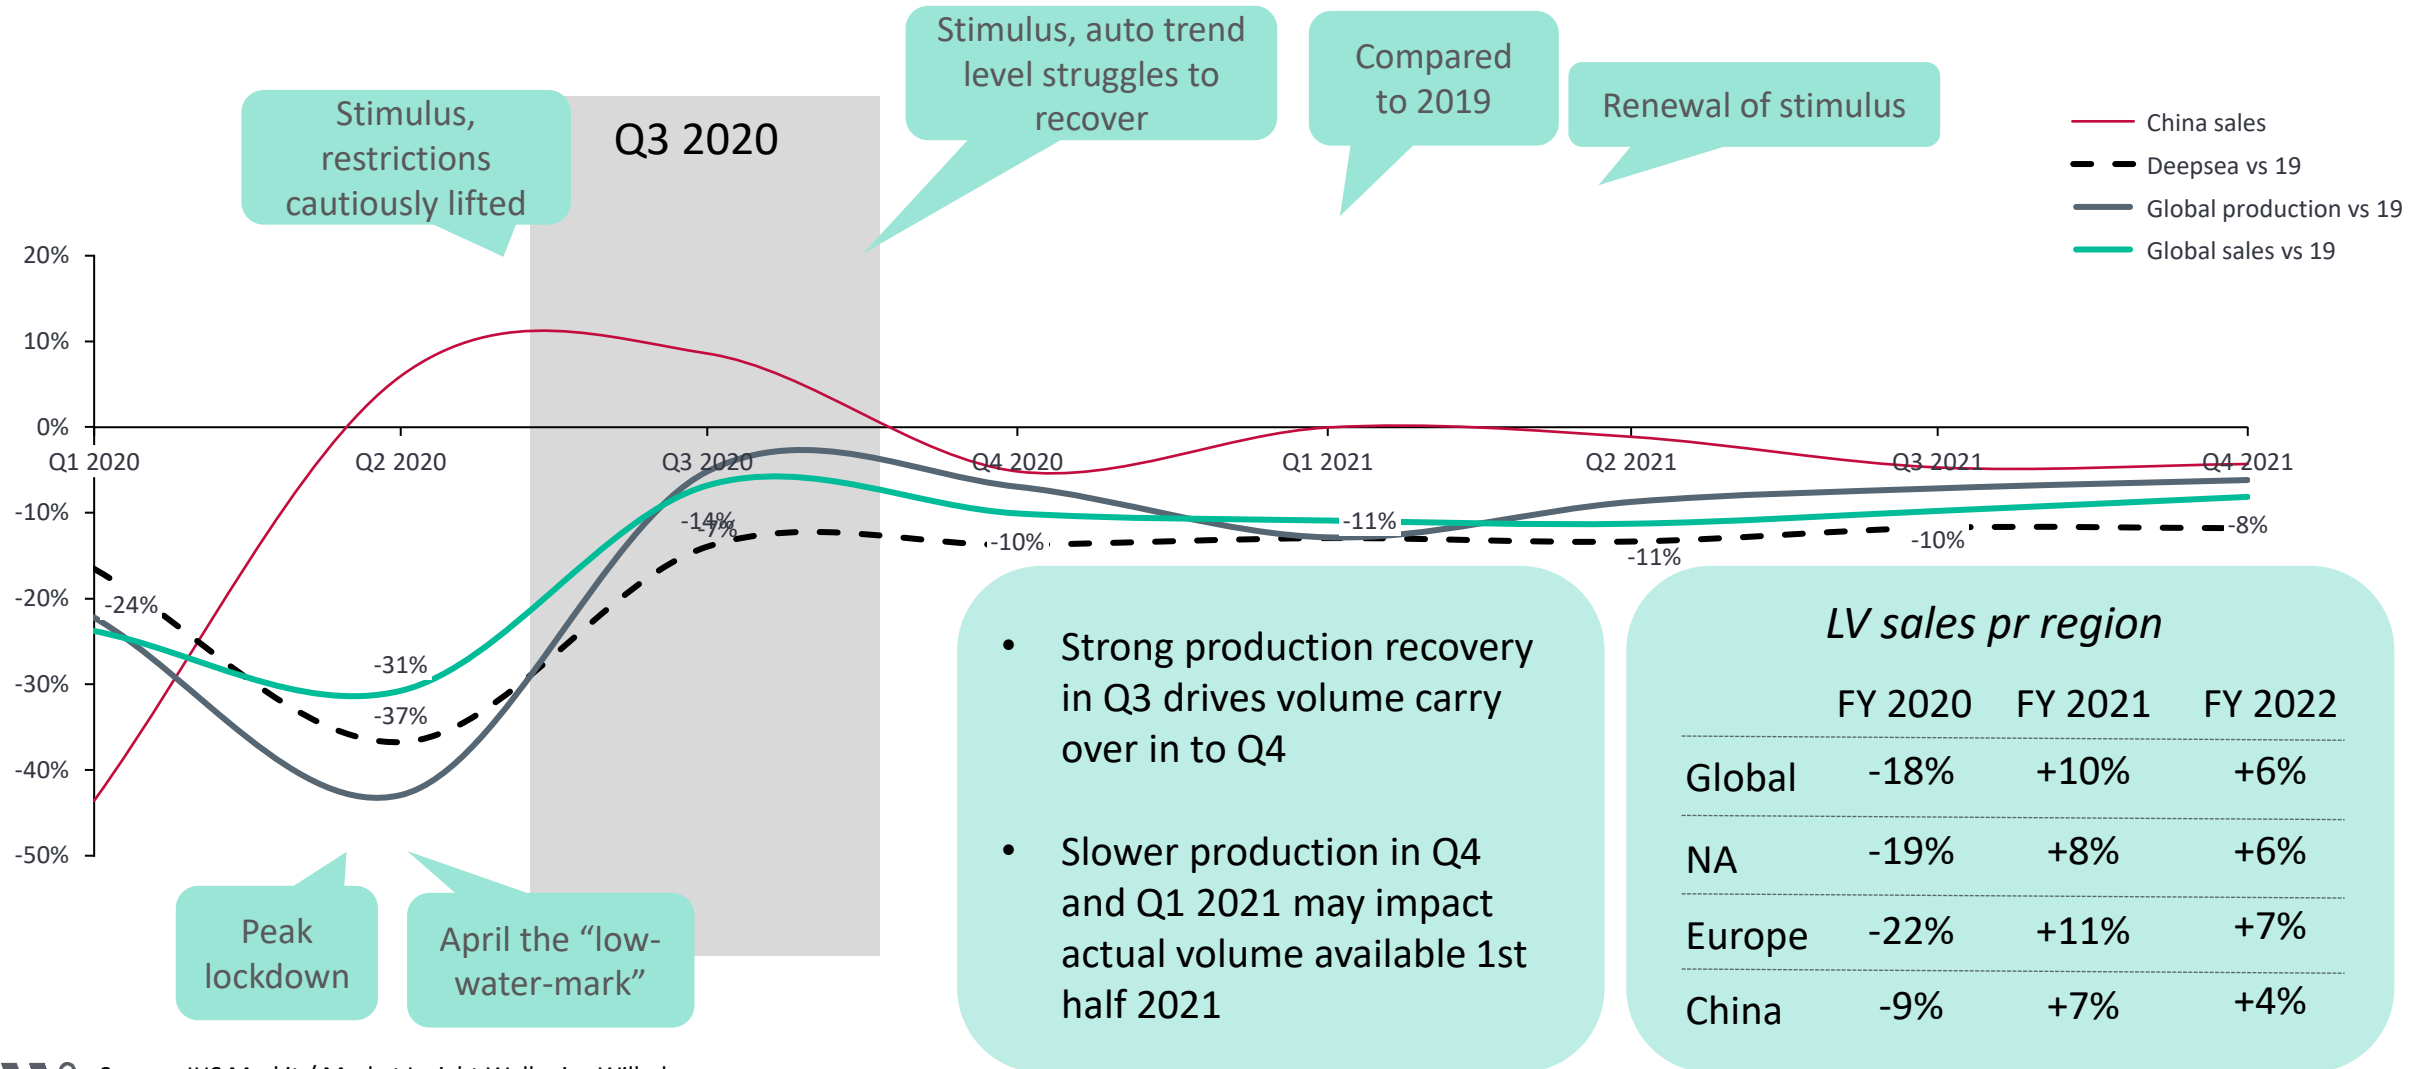 Stimulus, auto trend
level struggles to
recover
Compared
to 2019
Renewal of stimulus
Stimulus,
restrictions
cautiously lifted
Q3 2020
China sales
Deepsea vs 19
Global production vs 19
Global sales vs 19
20%
10%
0%
-10%
-20%
-30%
-40%
-50%
Q1 2020
Q2 2020
Q3 2020
Q4 2020
Q1 2021
Q2 2021
Q3 2021
Q4 2021
-24%
-31%
-37%
-14%
-7%
-10%
-11%
-11%
-10%
-8%
Peak
lockdown
April the “low-
water-mark”
• Strong production recovery
in Q3 drives volume carry
over in to Q4
• Slower production in Q4
and Q1 2021 may impact
actual volume available 1st
half 2021
LV sales pr region
FY 2020 FY 2021 FY 2022
Global -18% +10% +6%
NA -19% +8% +6%
Europe -22% +11% +7%
China -9% +7% +4%